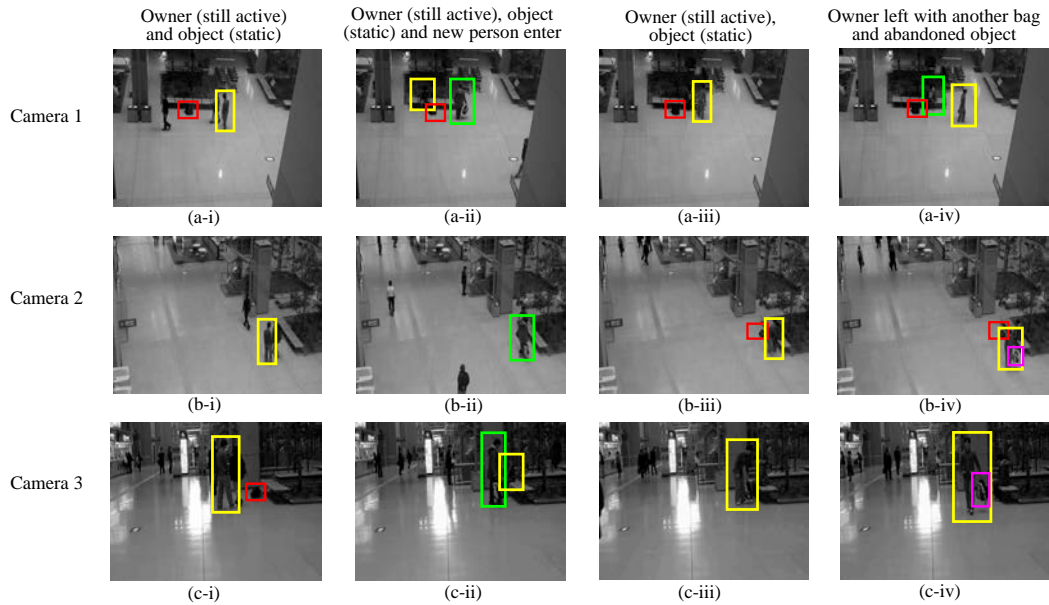 Owner (still active)
and object (static)
Owner (still active), object
(static) and new person enter
Owner (still active),
object (static)
Owner left with another bag
and abandoned object
Camera 1
(a-i)
(a-ii)
(a-iii)
(a-iv)
Camera 2
(b-i)
(b-ii)
(b-iii)
(b-iv)
Camera 3
(c-i)
(c-ii)
(c-iii)
(c-iv)